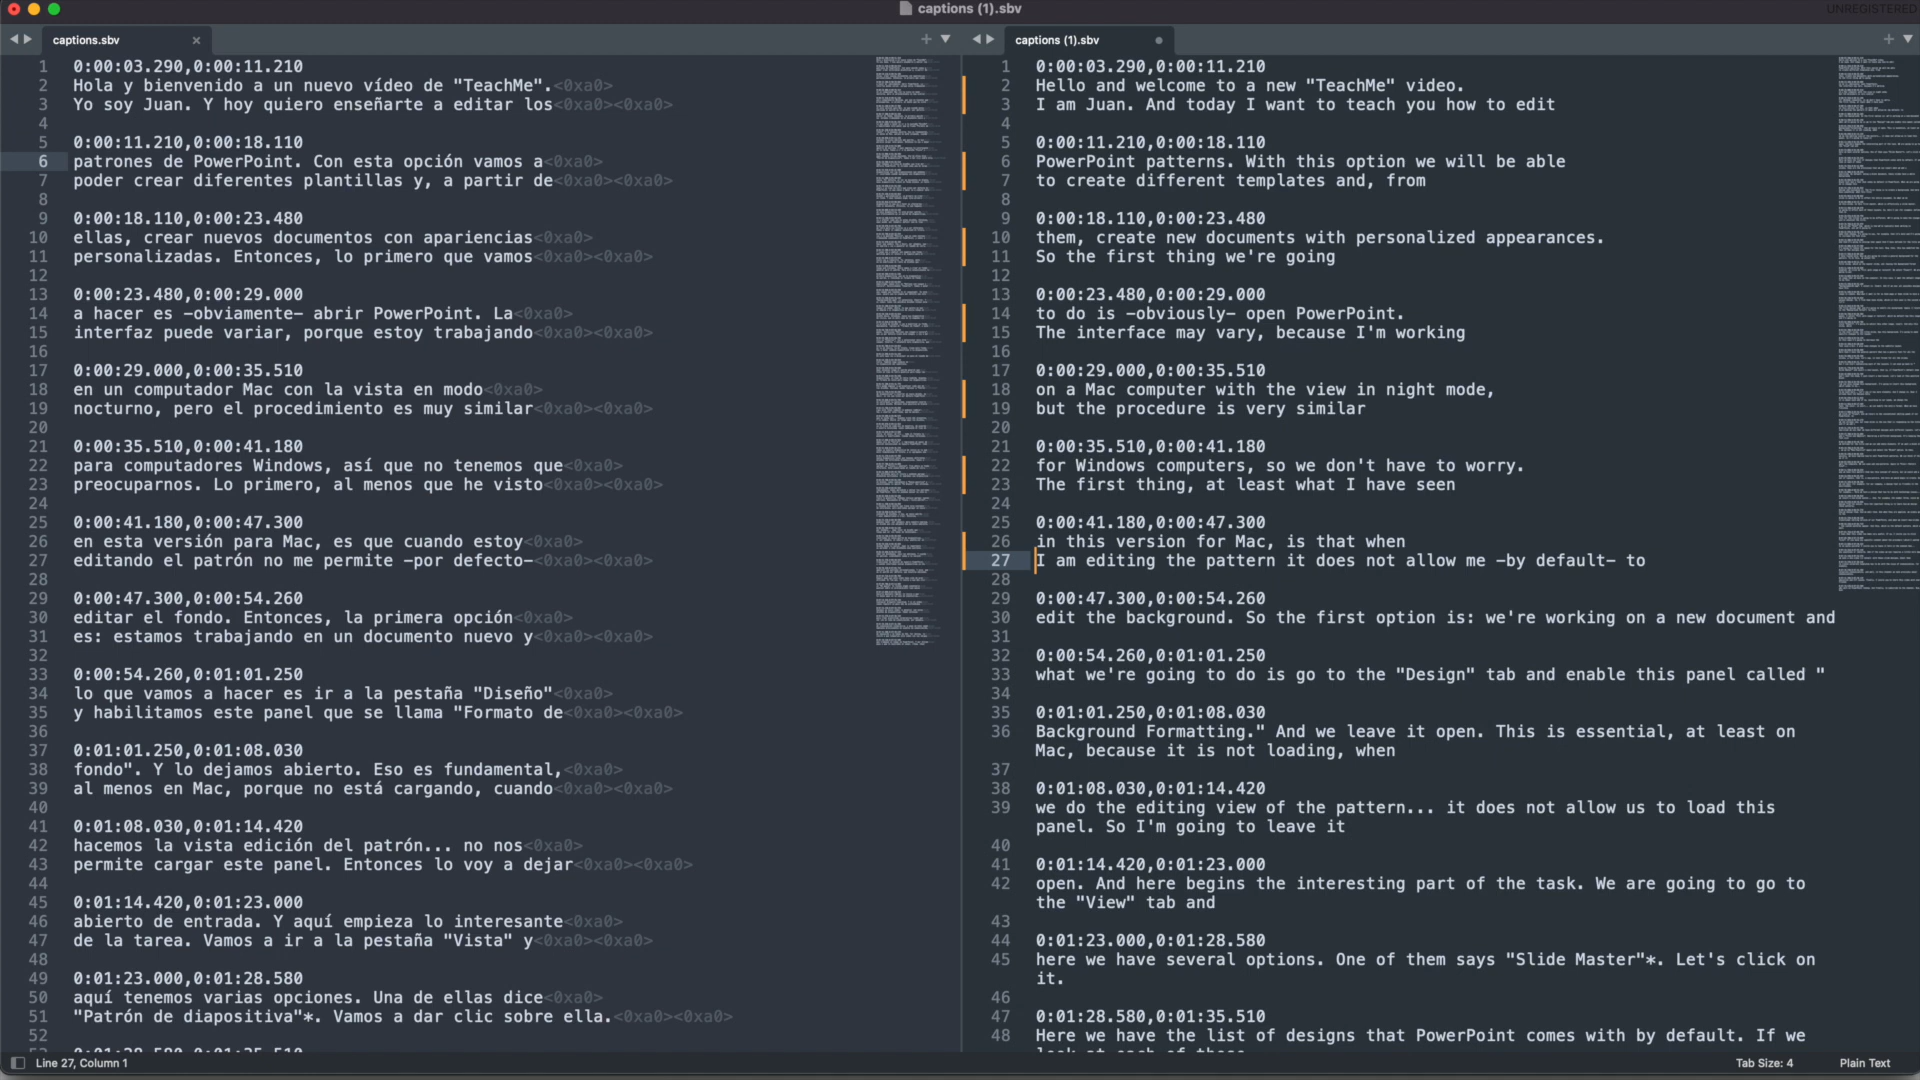 captions (1).sbv
UNREGISTERED
captions.sbv
1 0:00:03.290,0:00:11.210
2 Hola y bienvenido a un nuevo vídeo de "TeachMe".<0xa0>
3 Yo soy Juan. Y hoy quiero enseñarte a editar los<0xa0><0xa0>
4
5 0:00:11.210,0:00:18.110
6 patrones de PowerPoint. Con esta opción vamos a<0xa0>
7 poder crear diferentes plantillas y, a partir de<0xa0><0xa0>
8
9 0:00:18.110,0:00:23.480
10 ellas, crear nuevos documentos con apariencias<0xa0>
11 personalizadas. Entonces, lo primero que vamos<0xa0><0xa0>
12
13 0:00:23.480,0:00:29.000
14 a hacer es –obviamente– abrir PowerPoint. La<0xa0>
15 interfaz puede variar, porque estoy trabajando<0xa0><0xa0>
16
17 0:00:29.000,0:00:35.510
18 en un computador Mac con la vista en modo<0xa0>
19 nocturno, pero el procedimiento es muy similar<0xa0><0xa0>
20
21 0:00:35.510,0:00:41.180
22 para computadores Windows, así que no tenemos que<0xa0>
23 preocuparnos. Lo primero, al menos que he visto<0xa0><0xa0>
24
25 0:00:41.180,0:00:47.300
26 en esta versión para Mac, es que cuando estoy<0xa0>
27 editando el patrón no me permite –por defecto–<0xa0><0xa0>
28
29 0:00:47.300,0:00:54.260
30 editar el fondo. Entonces, la primera opción<0xa0>
31 es: estamos trabajando en un documento nuevo y<0xa0><0xa0>
32
33 0:00:54.260,0:01:01.250
34 lo que vamos a hacer es ir a la pestaña "Diseño"<0xa0>
35 y habilitamos este panel que se llama "Formato de<0xa0><0xa0>
36
37 0:01:01.250,0:01:08.030
38 fondo". Y lo dejamos abierto. Eso es fundamental,<0xa0>
39 al menos en Mac, porque no está cargando, cuando<0xa0><0xa0>
40
41 0:01:08.030,0:01:14.420
42 hacemos la vista edición del patrón... no nos<0xa0>
43 permite cargar este panel. Entonces lo voy a dejar<0xa0><0xa0>
44
45 0:01:14.420,0:01:23.000
46 abierto de entrada. Y aquí empieza lo interesante<0xa0>
47 de la tarea. Vamos a ir a la pestaña "Vista" y<0xa0><0xa0>
48
49 0:01:23.000,0:01:28.580
50 aquí tenemos varias opciones. Una de ellas dice<0xa0>
51 "Patrón de diapositiva"*. Vamos a dar clic sobre ella.<0xa0><0xa0>
52
captions (1).sbv
1 0:00:03.290,0:00:11.210
2 Hello and welcome to a new "TeachMe" video.
3 I am Juan. And today I want to teach you how to edit
4
5 0:00:11.210,0:00:18.110
6 PowerPoint patterns. With this option we will be able
7 to create different templates and, from
8
9 0:00:18.110,0:00:23.480
10 them, create new documents with personalized appearances.
11 So the first thing we're going
12
13 0:00:23.480,0:00:29.000
14 to do is –obviously– open PowerPoint.
15 The interface may vary, because I'm working
16
17 0:00:29.000,0:00:35.510
18 on a Mac computer with the view in night mode,
19 but the procedure is very similar
20
21 0:00:35.510,0:00:41.180
22 for Windows computers, so we don't have to worry.
23 The first thing, at least what I have seen
24
25 0:00:41.180,0:00:47.300
26 in this version for Mac, is that when
27 I am editing the pattern it does not allow me –by default– to
28
29 0:00:47.300,0:00:54.260
30 edit the background. So the first option is: we're working on a new document and
31
32 0:00:54.260,0:01:01.250
33 what we're going to do is go to the "Design" tab and enable this panel called "
34
35 0:01:01.250,0:01:08.030
36 Background Formatting." And we leave it open. This is essential, at least on
Mac, because it is not loading, when
37
38 0:01:08.030,0:01:14.420
39 we do the editing view of the pattern... it does not allow us to load this
panel. So I'm going to leave it
40
41 0:01:14.420,0:01:23.000
42 open. And here begins the interesting part of the task. We are going to go to
the "View" tab and
43
44 0:01:23.000,0:01:28.580
45 here we have several options. One of them says "Slide Master"*. Let's click on
it.
46
47 0:01:28.580,0:01:35.510
48 Here we have the list of designs that PowerPoint comes with by default. If we
Line 27, Column 1
Tab Size: 4
Plain Text